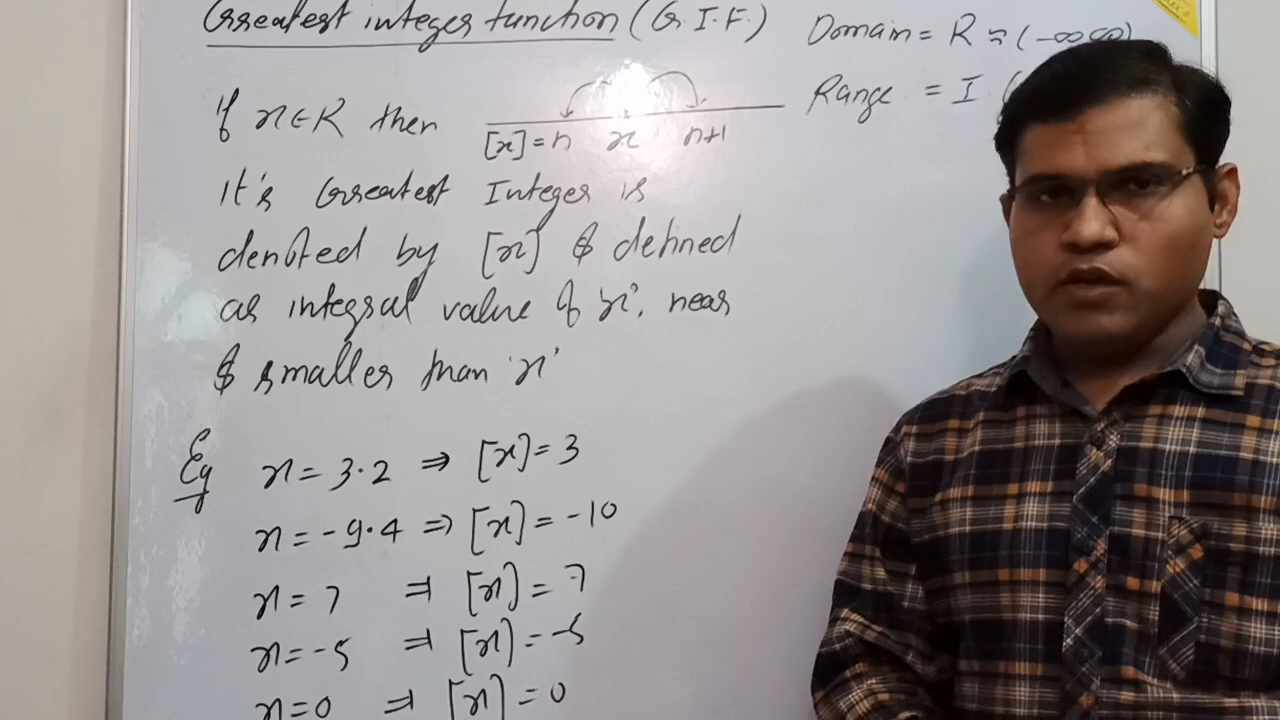 Greatest integer function (G.I.F)
Domain = R ≈ (-∞ ∞)
Range = I (
If x∈R then
[x]=n x n+1
It's Greatest Integer is
denoted by [x] & defined
as integral value of 'x', near
& smaller than 'x'
Eg x = 3.2 ⇒ [x] = 3
x = -9.4 ⇒ [x] = -10
x = 7 ⇒ [x] = 7
x = -5 ⇒ [x] = -5
x = 0 ⇒ [x] = 0